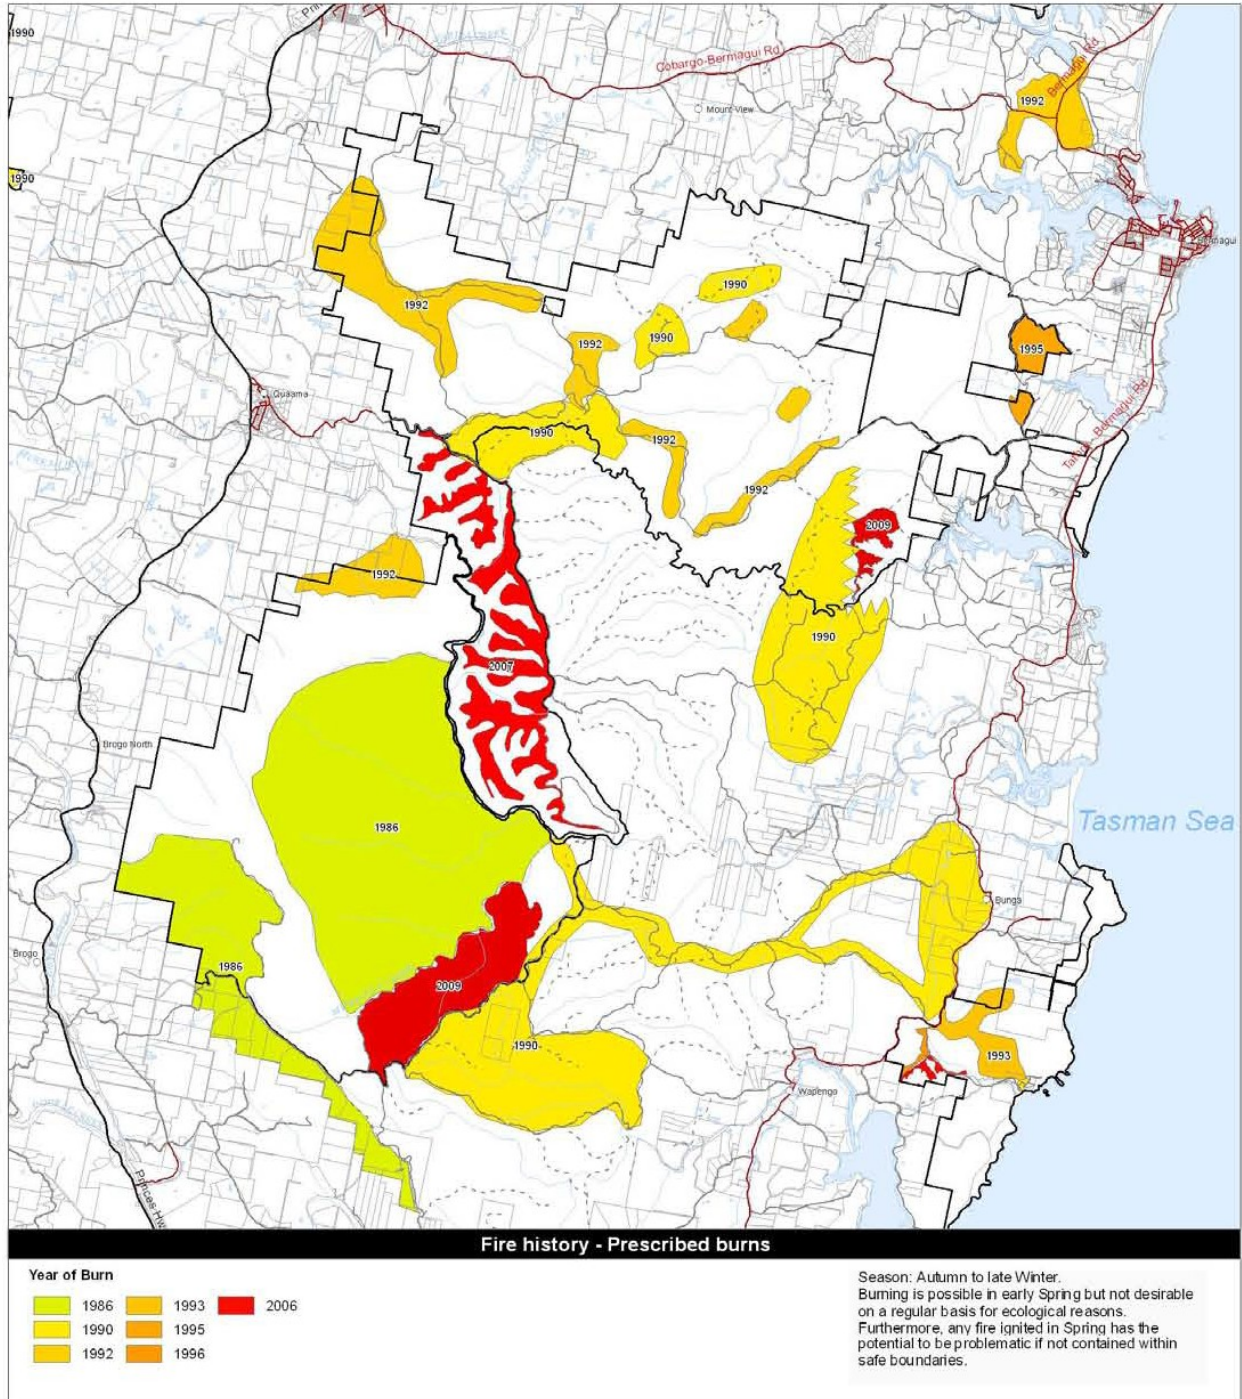 1990
Cobargo-Bermagui Rd
Bermagui Rd
Mount View
1992
1990
Bermagui
1990
1992
1990
1992
1995
Quaama
1990
1992
1992
2009
1992
1990
2007
Brogo North
1986
Tasman Sea
Bunga
Brogo
1986
2009
1990
1993
Wapengo
Princes Hwy
Fire history - Prescribed burns
Year of Burn
1986
1990
1992
1993
1995
1996
2006
Season: Autumn to late Winter.
Burning is possible in early Spring but not desirable
on a regular basis for ecological reasons.
Furthermore, any fire ignited in Spring has the
potential to be problematic if not contained within
safe boundaries.